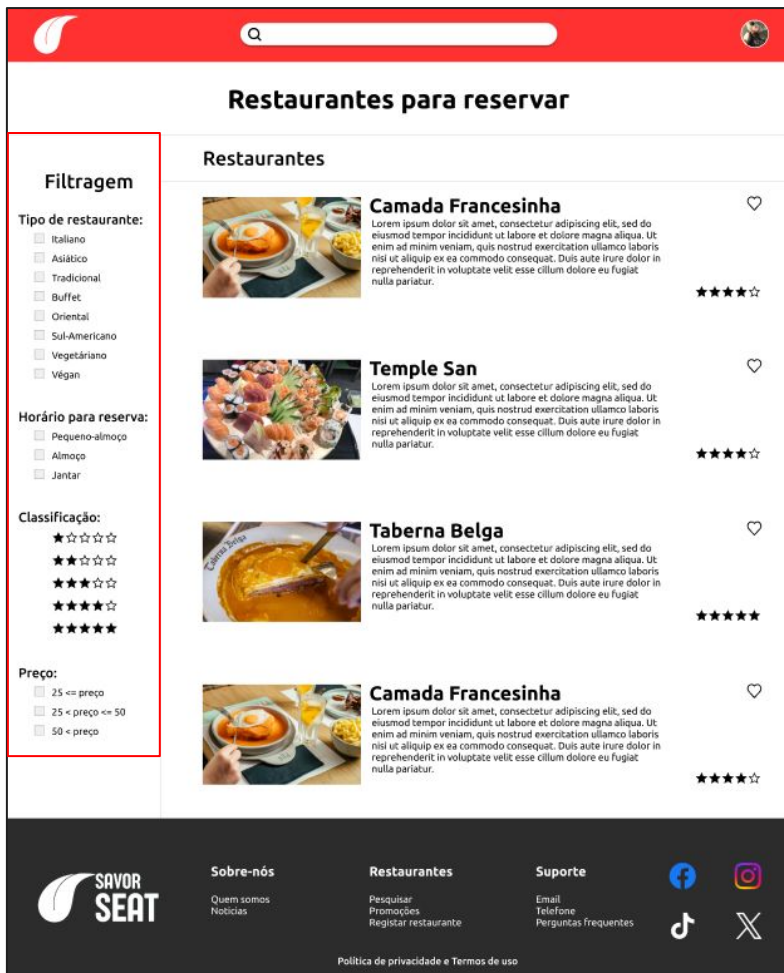 Restaurantes para reservar
Filtragem
Tipo de restaurante:
Italiano
Asiático
Tradicional
Buffet
Oriental
Sul-Americano
Vegetáriano
Végan
Horário para reserva:
Pequeno-almoço
Almoço
Jantar
Classificação:
Preço:
25 <= preço
25 < preço <= 50
50 < preço
Restaurantes
Camada Francesinha
Lorem ipsum dolor sit amet, consectetur adipiscing elit, sed do
eiusmod tempor incididunt ut labore et dolore magna aliqua. Ut
enim ad minim veniam, quis nostrud exercitation ullamco laboris
nisi ut aliquip ex ea commodo consequat. Duis aute irure dolor in
reprehenderit in voluptate velit esse cillum dolore eu fugiat
nulla pariatur.
Temple San
Lorem ipsum dolor sit amet, consectetur adipiscing elit, sed do
eiusmod tempor incididunt ut labore et dolore magna aliqua. Ut
enim ad minim veniam, quis nostrud exercitation ullamco laboris
nisi ut aliquip ex ea commodo consequat. Duis aute irure dolor in
reprehenderit in voluptate velit esse cillum dolore eu fugiat
nulla pariatur.
Taberna Belga
Taberna Belga
Lorem ipsum dolor sit amet, consectetur adipiscing elit, sed do
eiusmod tempor incididunt ut labore et dolore magna aliqua. Ut
enim ad minim veniam, quis nostrud exercitation ullamco laboris
nisi ut aliquip ex ea commodo consequat. Duis aute irure dolor in
reprehenderit in voluptate velit esse cillum dolore eu fugiat
nulla pariatur.
Camada Francesinha
Lorem ipsum dolor sit amet, consectetur adipiscing elit, sed do
eiusmod tempor incididunt ut labore et dolore magna aliqua. Ut
enim ad minim veniam, quis nostrud exercitation ullamco laboris
nisi ut aliquip ex ea commodo consequat. Duis aute irure dolor in
reprehenderit in voluptate velit esse cillum dolore eu fugiat
nulla pariatur.
SAVOR
SEAT
Sobre-nós
Quem somos
Noticias
Restaurantes
Pesquisar
Promoções
Registar restaurante
Suporte
Email
Telefone
Perguntas frequentes
Política de privacidade e Termos de uso